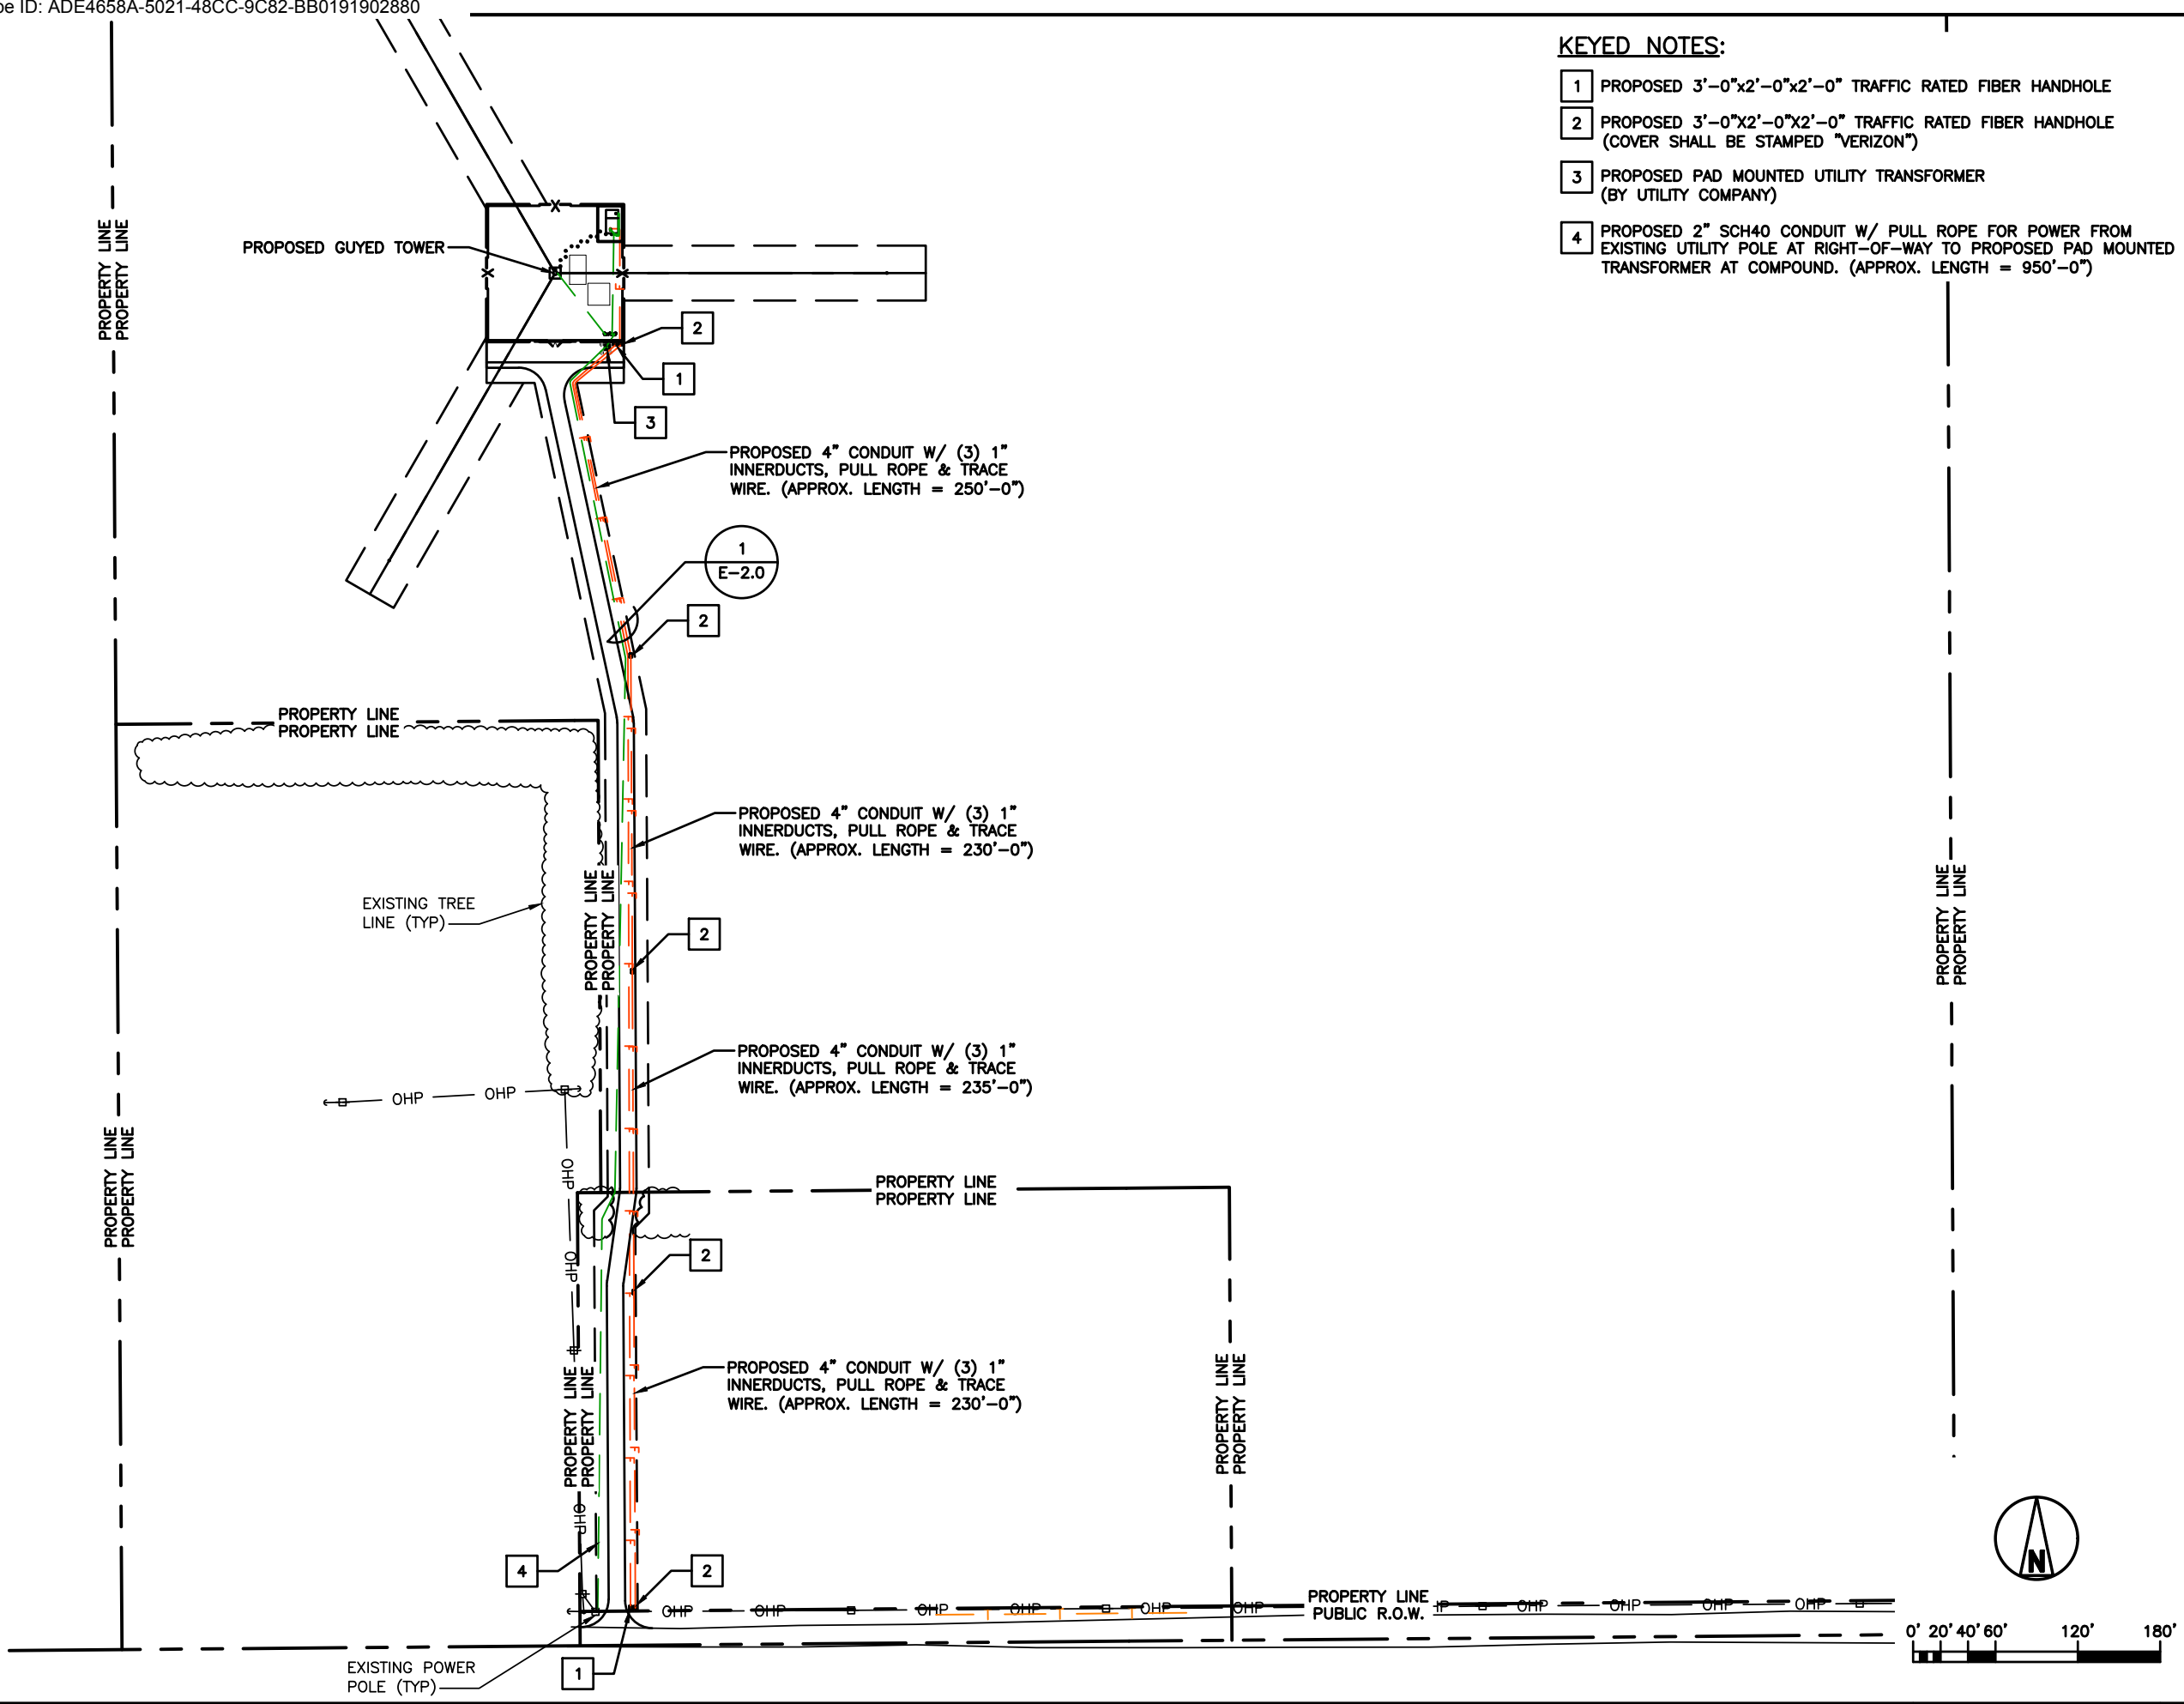 pe ID: ADE4658A-5021-48CC-9C82-BB0191902880
KEYED NOTES:
1 PROPOSED 3'-0"x2'-0"x2'-0" TRAFFIC RATED FIBER HANDHOLE
2 PROPOSED 3'-0"X2'-0"X2'-0" TRAFFIC RATED FIBER HANDHOLE
(COVER SHALL BE STAMPED "VERIZON")
3 PROPOSED PAD MOUNTED UTILITY TRANSFORMER
(BY UTILITY COMPANY)
4 PROPOSED 2" SCH40 CONDUIT W/ PULL ROPE FOR POWER FROM
EXISTING UTILITY POLE AT RIGHT-OF-WAY TO PROPOSED PAD MOUNTED
TRANSFORMER AT COMPOUND. (APPROX. LENGTH = 950'-0")
PROPERTY LINE
PROPERTY LINE
PROPOSED GUYED TOWER
2
1
3
PROPOSED 4" CONDUIT W/ (3) 1"
INNERDUCTS, PULL ROPE & TRACE
WIRE. (APPROX. LENGTH = 250'-0")
1
E-2.0
2
PROPERTY LINE
PROPERTY LINE
PROPOSED 4" CONDUIT W/ (3) 1"
INNERDUCTS, PULL ROPE & TRACE
WIRE. (APPROX. LENGTH = 230'-0")
EXISTING TREE
LINE (TYP)
PROPERTY LINE
PROPERTY LINE
2
PROPERTY LINE
PROPERTY LINE
PROPOSED 4" CONDUIT W/ (3) 1"
INNERDUCTS, PULL ROPE & TRACE
WIRE. (APPROX. LENGTH = 235'-0")
OHP OHP
PROPERTY LINE
PROPERTY LINE
OHP
PROPERTY LINE
PROPERTY LINE
OHP
2
PROPOSED 4" CONDUIT W/ (3) 1"
INNERDUCTS, PULL ROPE & TRACE
WIRE. (APPROX. LENGTH = 230'-0")
PROPERTY LINE
PROPERTY LINE
PROPERTY LINE
PROPERTY LINE
OHP
4
2
N
OHP OHP OHP OHP OHP OHP
PROPERTY LINE
PUBLIC R.O.W.
OHP OHP OHP OHP
0' 20' 40' 60' 120' 180'
EXISTING POWER
POLE (TYP)
1